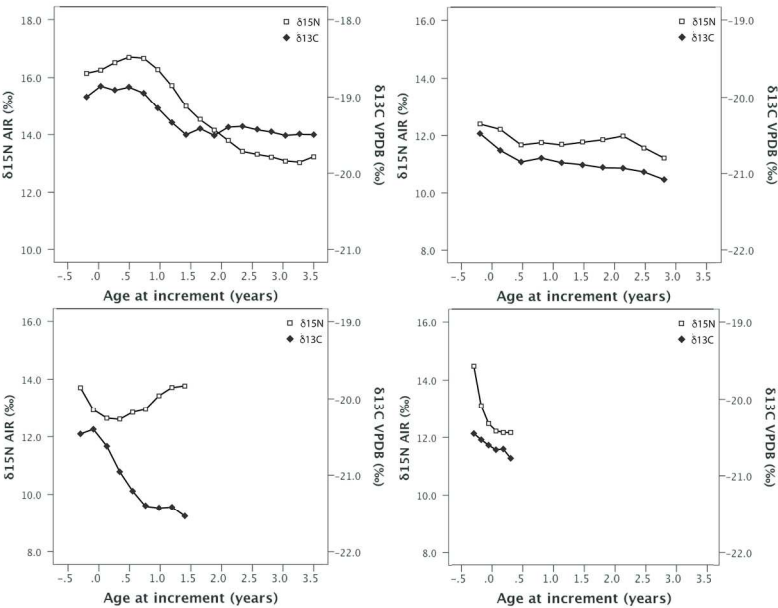 18.0
16.0
14.0
12.0
10.0
δ15N AIR (‰)
δ15N
δ13C
-18.0
-19.0
-20.0
-21.0
δ13C VPDB (‰)
-.5 .0 .5 1.0 1.5 2.0 2.5 3.0 3.5
Age at increment (years)
16.0
14.0
12.0
10.0
8.0
δ15N AIR (‰)
δ15N
δ13C
-19.0
-20.0
-21.0
-22.0
δ13C VPDB (‰)
-.5 .0 .5 1.0 1.5 2.0 2.5 3.0 3.5
Age at increment (years)
16.0
14.0
12.0
10.0
8.0
δ15N AIR (‰)
δ15N
δ13C
-19.0
-20.0
-21.0
-22.0
δ13C VPDB (‰)
-.5 .0 .5 1.0 1.5 2.0 2.5 3.0 3.5
Age at increment (years)
16.0
14.0
12.0
10.0
8.0
δ15N AIR (‰)
δ15N
δ13C
-19.0
-20.0
-21.0
-22.0
δ13C VPDB (‰)
-.5 .0 .5 1.0 1.5 2.0 2.5 3.0 3.5
Age at increment (years)